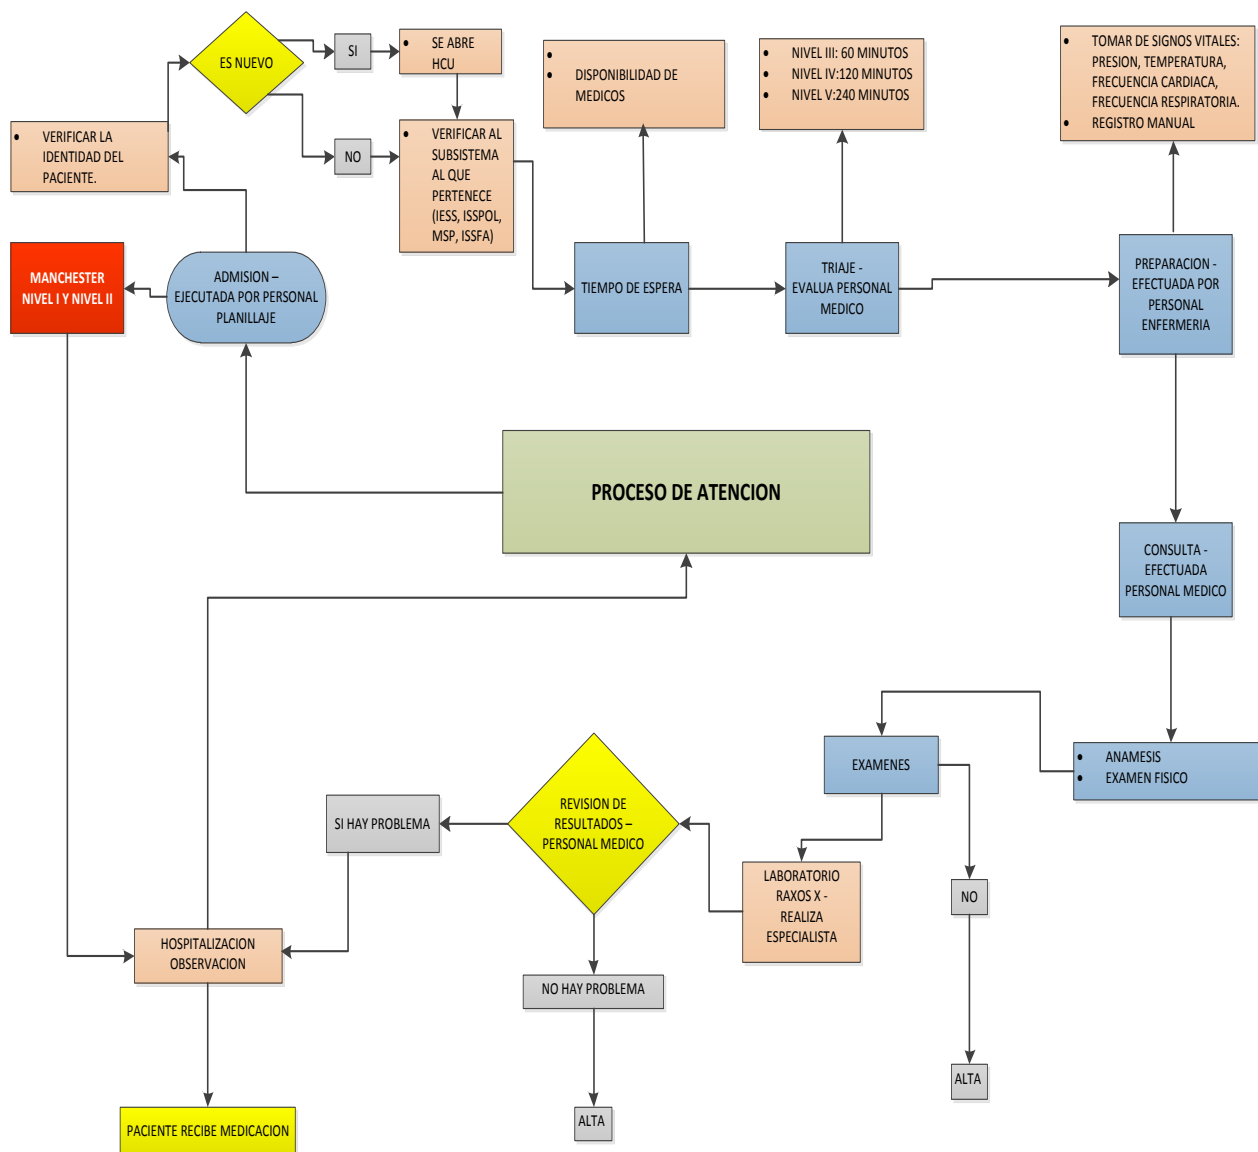 ES NUEVO
SI
• SE ABRE
HCU
•
• DISPONIBILIDAD DE
MEDICOS
• NIVEL III: 60 MINUTOS
• NIVEL IV:120 MINUTOS
• NIVEL V:240 MINUTOS
• TOMAR DE SIGNOS VITALES:
PRESION, TEMPERATURA,
FRECUENCIA CARDIACA,
FRECUENCIA RESPIRATORIA.
• REGISTRO MANUAL
• VERIFICAR LA
IDENTIDAD DEL
PACIENTE.
NO
• VERIFICAR AL
SUBSISTEMA
AL QUE
PERTENECE
(IESS, ISSPOL,
MSP, ISSFA)
MANCHESTER
NIVEL I Y NIVEL II
ADMISION –
EJECUTADA POR PERSONAL
PLANILLAJE
TIEMPO DE ESPERA
TRIAJE -
EVALUA PERSONAL
MEDICO
PREPARACION -
EFECTUADA POR
PERSONAL
ENFERMERIA
PROCESO DE ATENCION
CONSULTA -
EFECTUADA
PERSONAL MEDICO
• ANAMESIS
• EXAMEN FISICO
EXAMENES
REVISION DE
RESULTADOS –
PERSONAL MEDICO
SI HAY PROBLEMA
LABORATORIO
RAXOS X -
REALIZA
ESPECIALISTA
NO
HOSPITALIZACION
OBSERVACION
NO HAY PROBLEMA
ALTA
ALTA
PACIENTE RECIBE MEDICACION